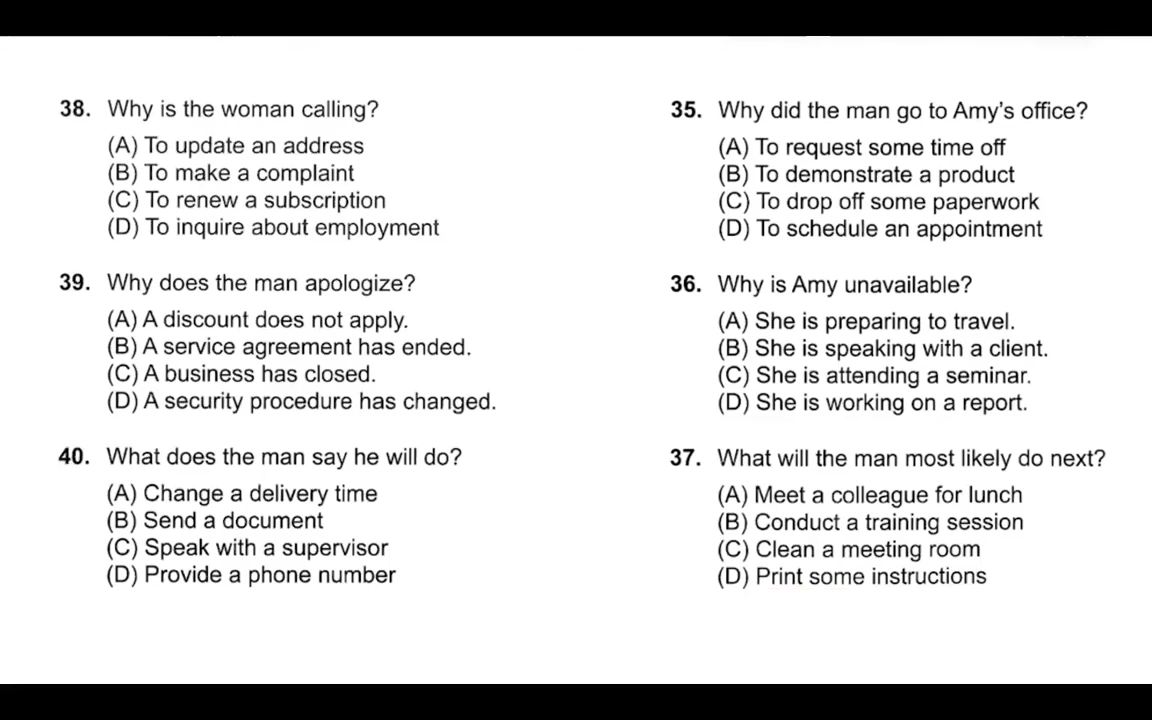 38. Why is the woman calling?
(A) To update an address
(B) To make a complaint
(C) To renew a subscription
(D) To inquire about employment
39. Why does the man apologize?
(A) A discount does not apply.
(B) A service agreement has ended.
(C) A business has closed.
(D) A security procedure has changed.
40. What does the man say he will do?
(A) Change a delivery time
(B) Send a document
(C) Speak with a supervisor
(D) Provide a phone number
35. Why did the man go to Amy's office?
(A) To request some time off
(B) To demonstrate a product
(C) To drop off some paperwork
(D) To schedule an appointment
36. Why is Amy unavailable?
(A) She is preparing to travel.
(B) She is speaking with a client.
(C) She is attending a seminar.
(D) She is working on a report.
37. What will the man most likely do next?
(A) Meet a colleague for lunch
(B) Conduct a training session
(C) Clean a meeting room
(D) Print some instructions